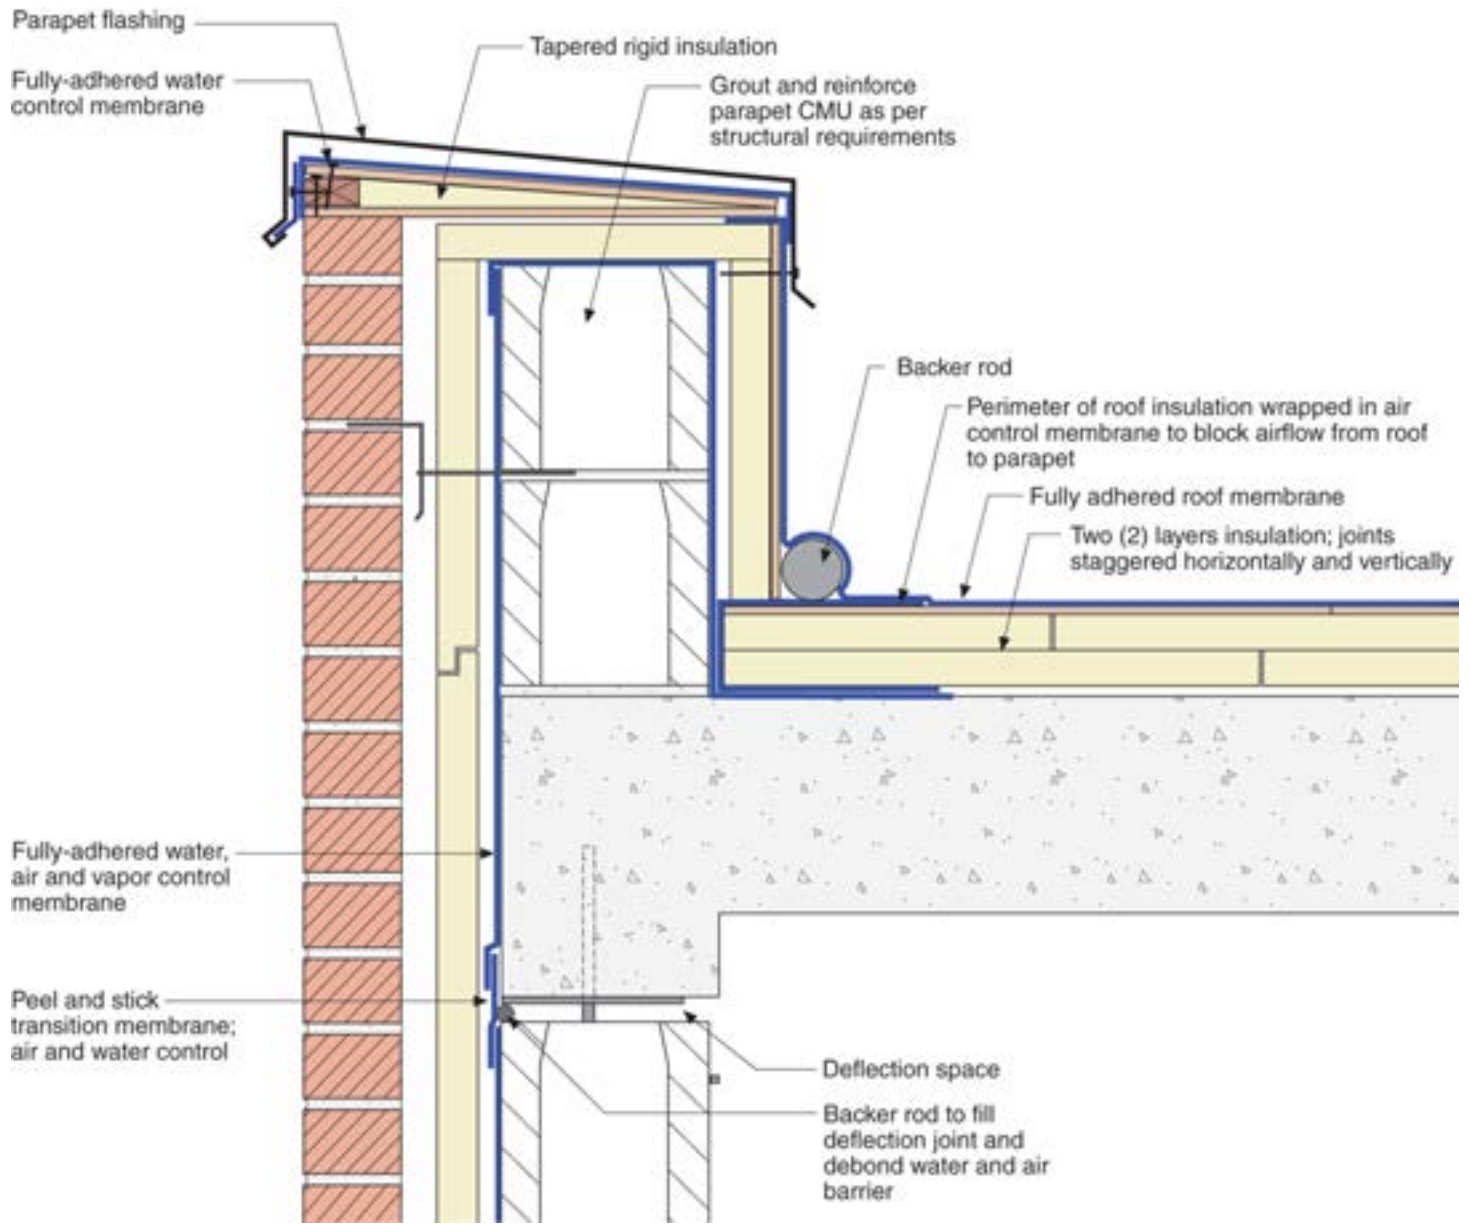 Parapet flashing
Tapered rigid insulation
Fully-adhered water
control membrane
Grout and reinforce
parapet CMU as per
structural requirements
Backer rod
Perimeter of roof insulation wrapped in air
control membrane to block airflow from roof
to parapet
Fully adhered roof membrane
Two (2) layers insulation; joints
staggered horizontally and vertically
Fully-adhered water,
air and vapor control
membrane
Peel and stick
transition membrane;
air and water control
Deflection space
Backer rod to fill
deflection joint and
debond water and air
barrier